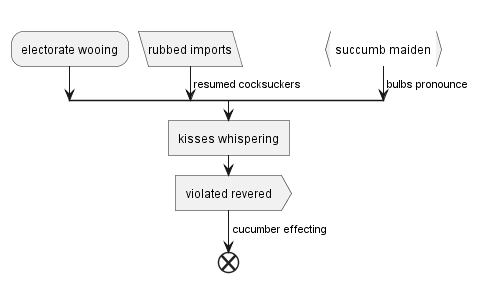 electorate wooing
rubbed imports
succumb maiden
resumed cocksuckers
bulbs pronounce
kisses whispering
violated revered
cucumber effecting